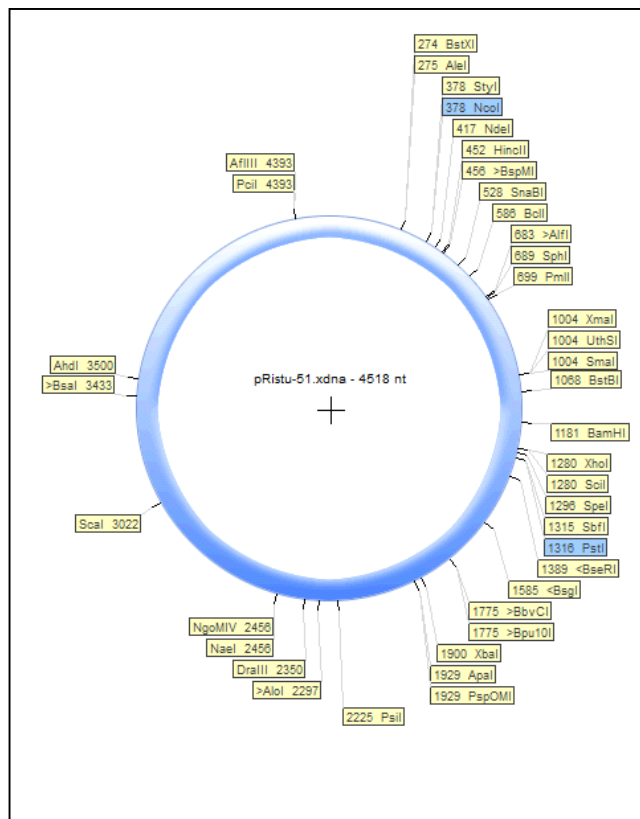 274 BstXI
275 AleI
378 StyI
378 NcoI
417 NdeI
452 HincII
456 >BspMI
528 SnaBI
586 BclI
683 >AlfI
689 SphI
699 PmlI
AflIII 4393
PciI 4393
1004 XmaI
1004 UthSI
1004 SmaI
1068 BstBI
AhdI 3500
>BsaI 3433
pRistu-51.xdna - 4518 nt
1181 BamHI
1280 XhoI
1280 SciI
1296 SpeI
1315 SbfI
1316 PstI
1389 <BseRI
ScaI 3022
1585 <BsgI
1775 >BbvCI
1775 >Bpu10I
NgoMIV 2456
NaeI 2456
DraIII 2350
>AloI 2297
1900 XbaI
1929 ApaI
1929 PspOMI
2225 PsiI